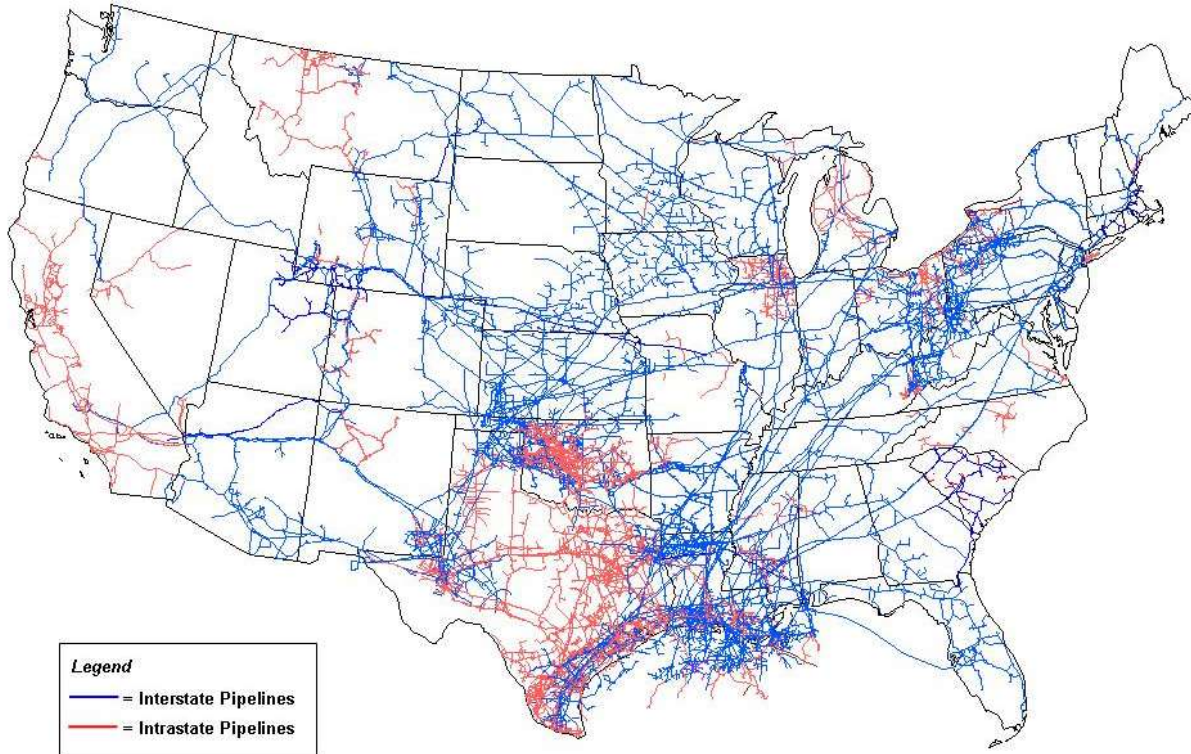 Legend
= Interstate Pipelines
= Intrastate Pipelines